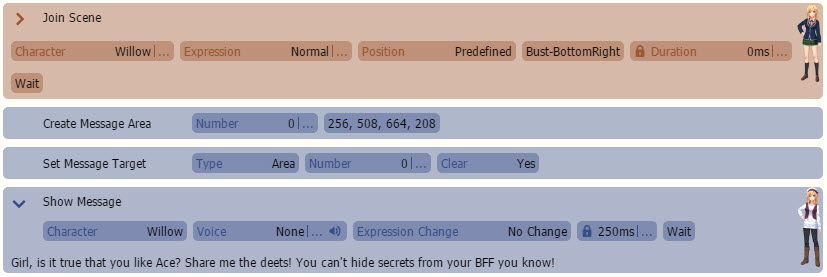 Join Scene
Character Willow|... Expression Normal|... Position Predefined Bust-BottomRight Duration 0ms|...
Wait
Create Message Area Number 0|... 256, 508, 664, 208
Set Message Target Type Area Number 0|... Clear Yes
Show Message
Character Willow Voice None|... Expression Change No Change 250ms|... Wait
Girl, is it true that you like Ace? Share me the deets! You can't hide secrets from your BFF you know!